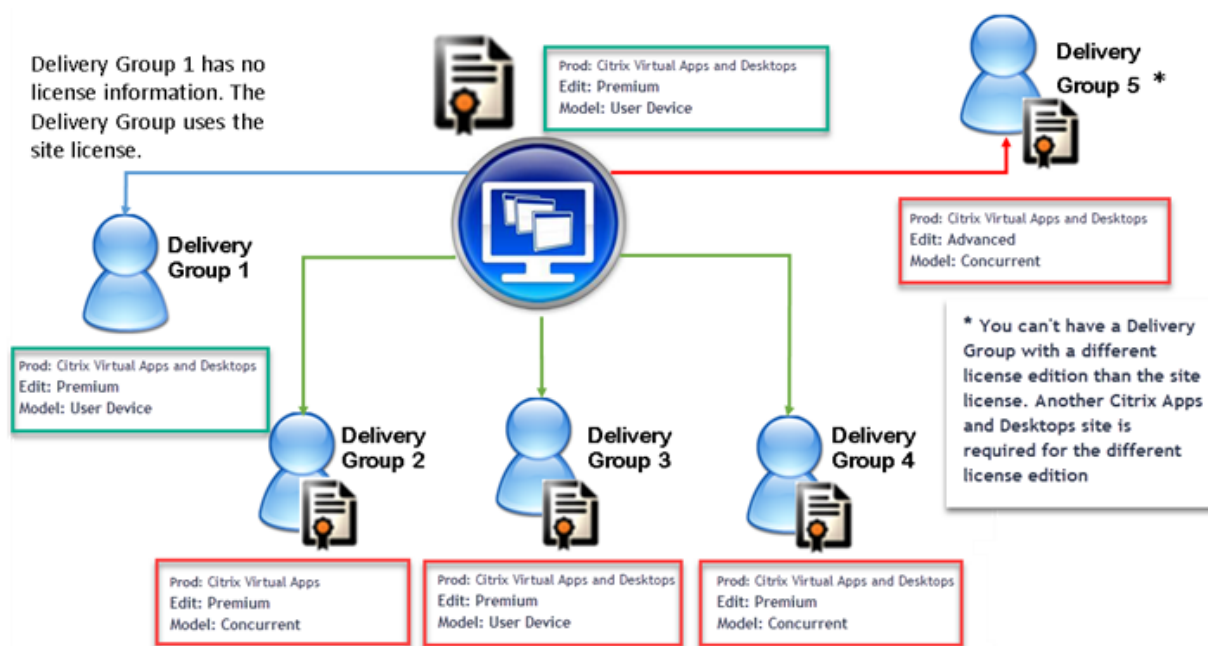 Delivery Group 1 has no
license information. The
Delivery Group uses the
site license.
Prod: Citrix Virtual Apps and Desktops
Edit: Premium
Model: User Device
Delivery
Group 5 *
Prod: Citrix Virtual Apps and Desktops
Edit: Advanced
Model: Concurrent
* You can't have a Delivery
Group with a different
license edition than the site
license. Another Citrix Apps
and Desktops site is
required for the different
license edition
Delivery
Group 1
Prod: Citrix Virtual Apps and Desktops
Edit: Premium
Model: User Device
Delivery
Group 2
Prod: Citrix Virtual Apps
Edit: Premium
Model: Concurrent
Delivery
Group 3
Prod: Citrix Virtual Apps and Desktops
Edit: Premium
Model: User Device
Delivery
Group 4
Prod: Citrix Virtual Apps and Desktops
Edit: Premium
Model: Concurrent